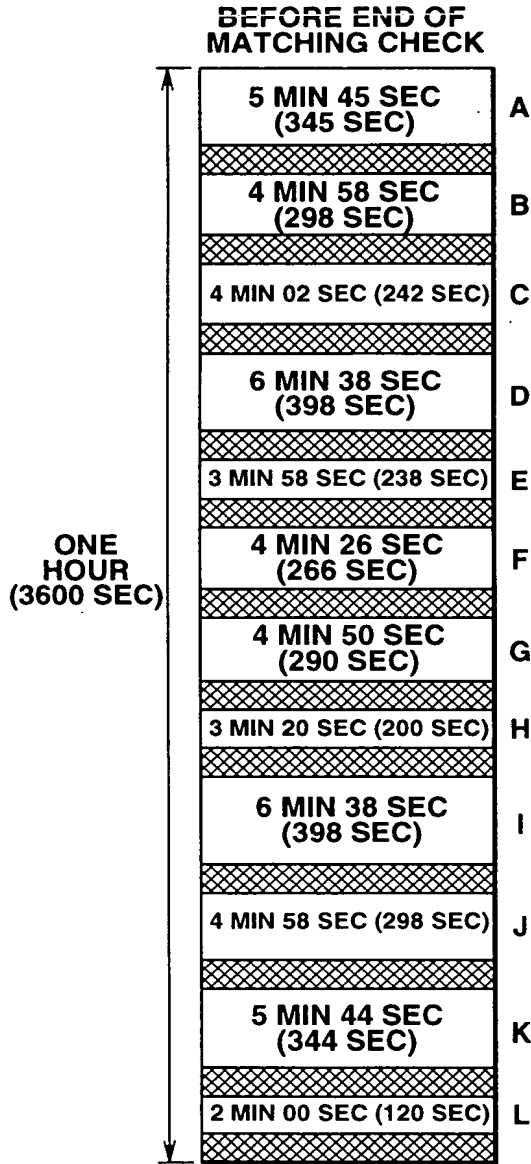 BEFORE END OF
MATCHING CHECK
5 MIN 45 SEC
(345 SEC)
A
4 MIN 58 SEC
(298 SEC)
B
4 MIN 02 SEC (242 SEC)
C
6 MIN 38 SEC
(398 SEC)
D
3 MIN 58 SEC (238 SEC)
E
4 MIN 26 SEC
(266 SEC)
F
ONE
HOUR
(3600 SEC)
4 MIN 50 SEC
(290 SEC)
G
3 MIN 20 SEC (200 SEC)
H
6 MIN 38 SEC
(398 SEC)
I
4 MIN 58 SEC (298 SEC)
J
5 MIN 44 SEC
(344 SEC)
K
2 MIN 00 SEC (120 SEC)
L